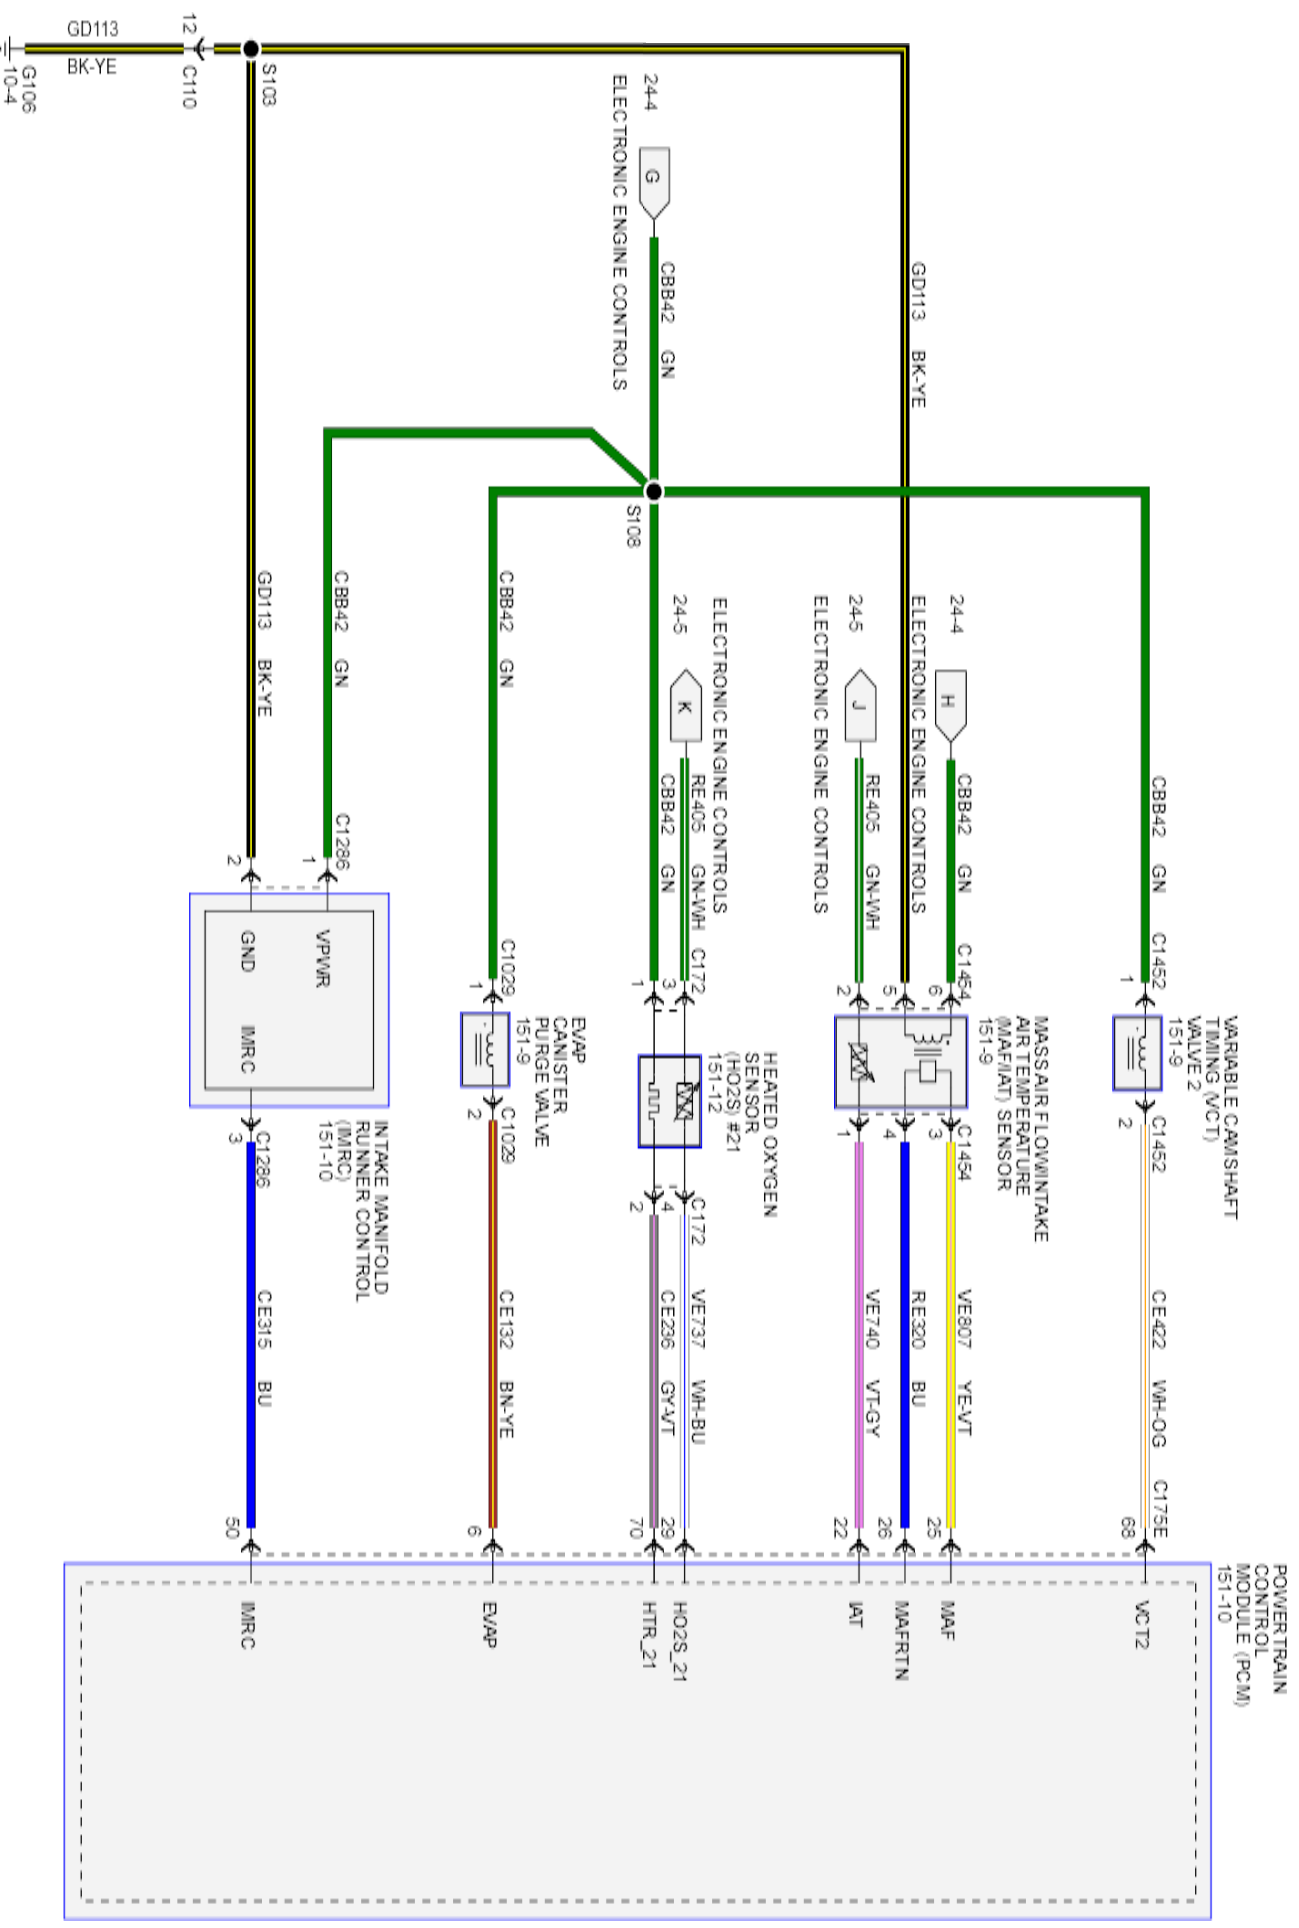 POWERTRAIN
CONTROL
MODULE (PCM)
151-10
VARIABLE CAMSHAFT
TIMING (VCT)
VALVE 2
151-9
CBB42 GN
C1452
1
2
C1452
CE422 WH-OG
C175E
68
VCT2
24-4
H
ELECTRONIC ENGINE CONTROLS
CBB42 GN
C1454
6
MASS AIR FLOW/INTAKE
AIR TEMPERATURE
(MAF/IAT) SENSOR
151-9
C1454
3
VE807 YE-VT
25
MAF
GD113 BK-YE
5
4
RE320 BU
26
MAFRTN
24-5
J
ELECTRONIC ENGINE CONTROLS
RE405 GN-WH
2
1
VE740 VT-GY
22
IAT
ELECTRONIC ENGINE CONTROLS
24-5
K
RE405 GN-WH
C172
3
HEATED OXYGEN
SENSOR
(HO2S) #21
151-12
C172
4
VE737 WH-BU
29
HO2S_21
24-4
G
ELECTRONIC ENGINE CONTROLS
CBB42 GN
S108
CBB42 GN
1
2
CE236 GY-VT
70
HTR_21
CBB42 GN
C1029
1
EVAP
CANISTER
PURGE VALVE
151-9
C1029
2
CE132 BN-YE
6
EVAP
CBB42 GN
C1286
1
VPWR
INTAKE MANIFOLD
RUNNER CONTROL
(IMRC)
151-10
S103
GD113 BK-YE
2
GND
IMRC
C1286
3
CE315 BU
50
IMRC
12
C110
GD113
BK-YE
G106
10-4